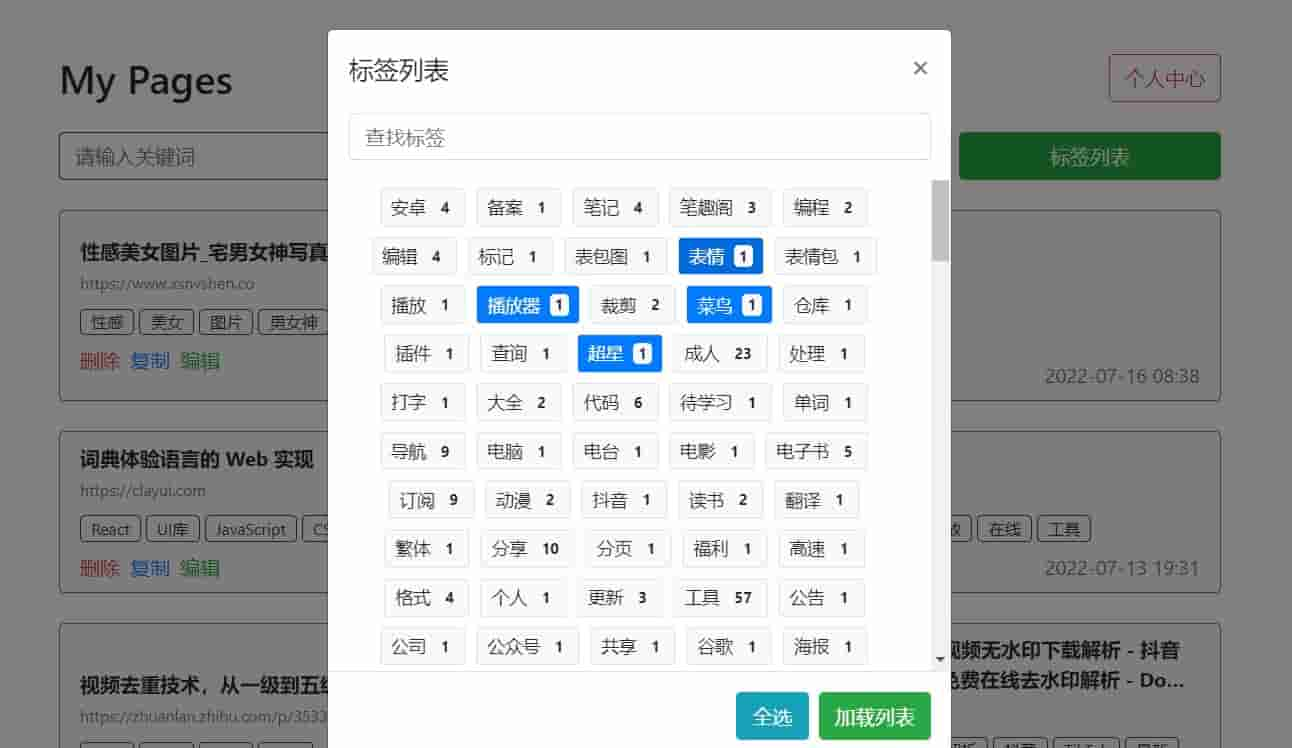 My Pages
个人中心
请输入关键词
标签列表
性感美女图片_宅男女神写真
https://www.xsnvshen.co
性感 美女 图片 男女神
删除 复制 编辑
2022-07-16 08:38
词典体验语言的 Web 实现
https://clayui.com
React UI库 JavaScript
在线 工具
删除 复制 编辑
2022-07-13 19:31
视频去重技术，从一级到五
https://zhuanlan.zhihu.com/p/3533
视频无水印下载解析 - 抖音
免费在线去水印解析 - Do...
标签列表 ×
查找标签
安卓 4 备案 1 笔记 4 笔趣阁 3 编程 2
编辑 4 标记 1 表包图 1 表情 1 表情包 1
播放 1 播放器 1 裁剪 2 菜鸟 1 仓库 1
插件 1 查询 1 超星 1 成人 23 处理 1
打字 1 大全 2 代码 6 待学习 1 单词 1
导航 9 电脑 1 电台 1 电影 1 电子书 5
订阅 9 动漫 2 抖音 1 读书 2 翻译 1
繁体 1 分享 10 分页 1 福利 1 高速 1
格式 4 个人 1 更新 3 工具 57 公告 1
公司 1 公众号 1 共享 1 谷歌 1 海报 1
全选 加载列表